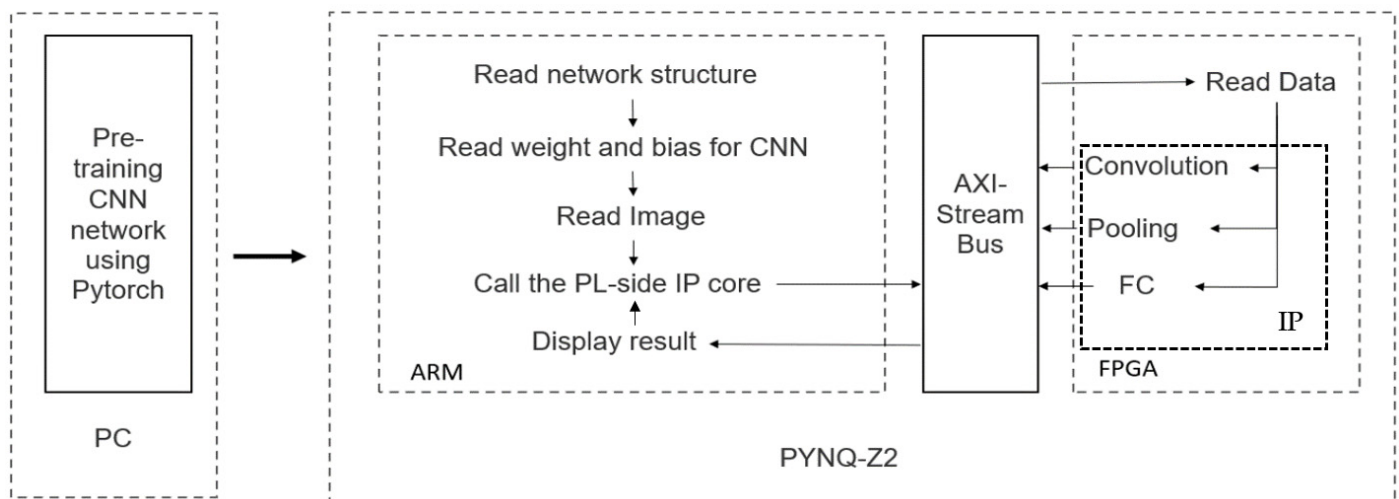 Pre-
training
CNN
network
using
Pytorch
PC
Read network structure
Read weight and bias for CNN
Read Image
Call the PL-side IP core
Display result
ARM
AXI-
Stream
Bus
Read Data
Convolution
Pooling
FC
IP
FPGA
PYNQ-Z2